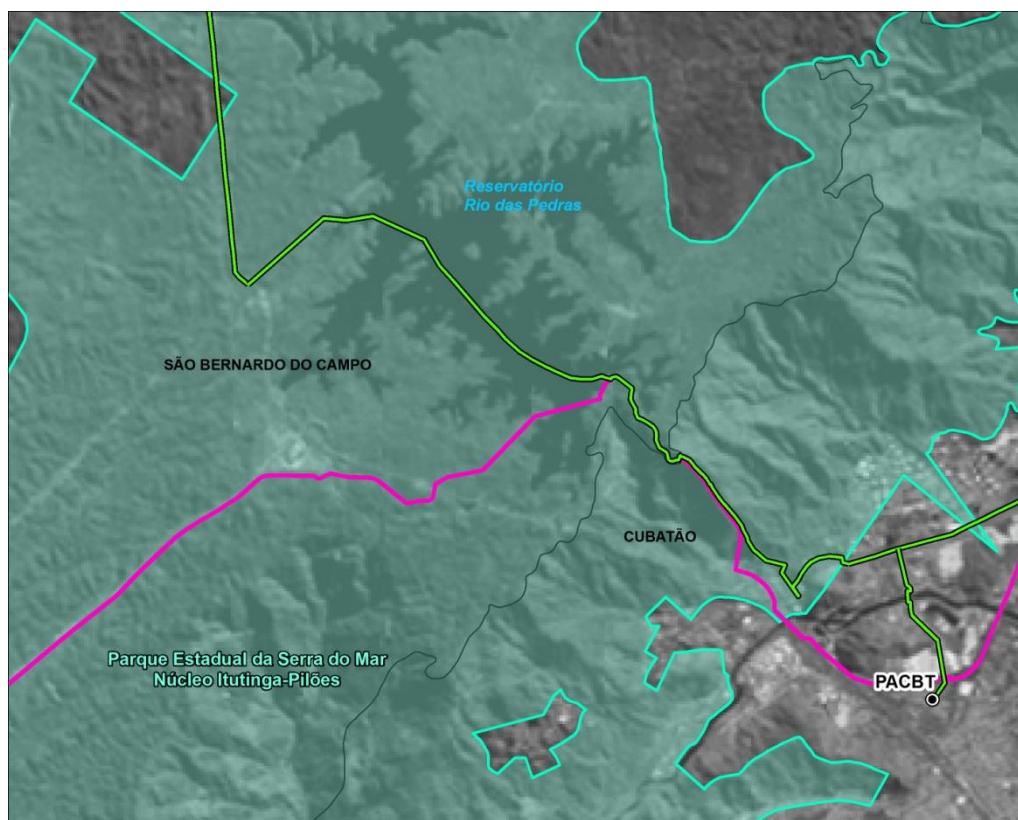 Reservatório
Rio das Pedras
SÃO BERNARDO DO CAMPO
CUBATÃO
Parque Estadual da Serra do Mar
Núcleo Itutinga-Pilões
PACBT